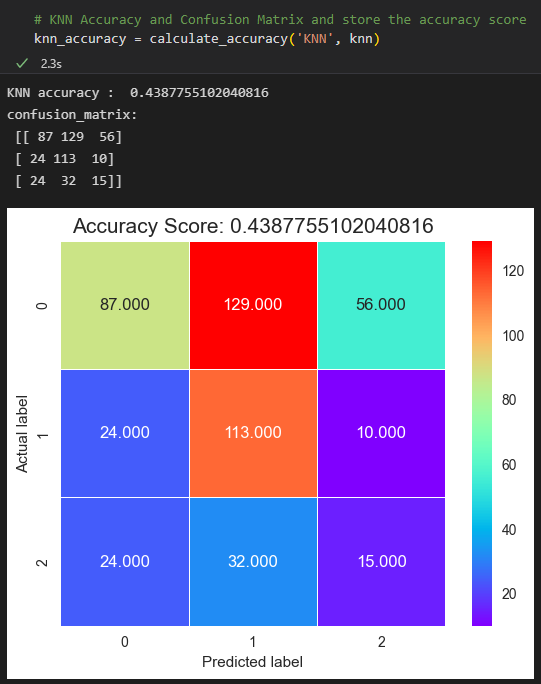 # KNN Accuracy and Confusion Matrix and store the accuracy score
knn_accuracy = calculate_accuracy('KNN', knn)
2.3s
KNN accuracy :  0.4387755102040816
confusion_matrix:
 [[ 87 129  56]
 [ 24 113  10]
 [ 24  32  15]]
Accuracy Score: 0.4387755102040816
0 87.000 129.000 56.000
1 24.000 113.000 10.000
2 24.000 32.000 15.000
Actual label
0 1 2
Predicted label
120
100
80
60
40
20